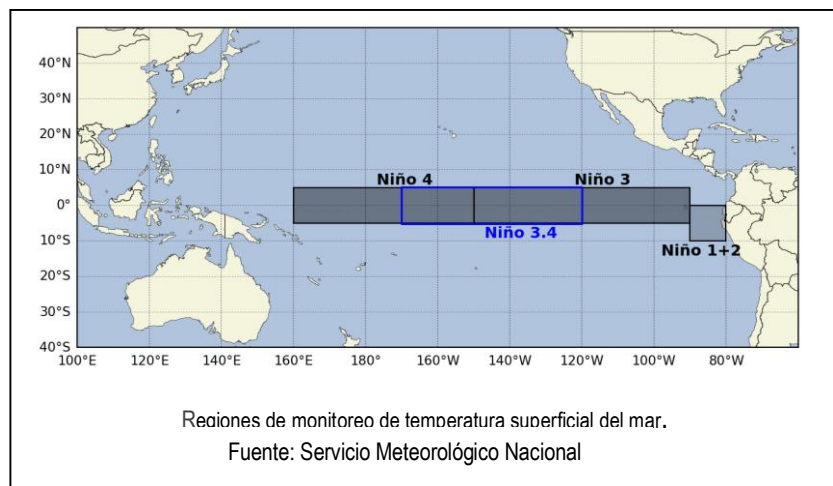 40°N
30°N
20°N
10°N
Niño 4
Niño 3
0°
Niño 3.4
10°S
Niño 1+2
20°S
30°S
40°S
100°E 120°E 140°E 160°E 180° 160°W 140°W 120°W 100°W 80°W
Regiones de monitoreo de temperatura superficial del mar.
Fuente: Servicio Meteorológico Nacional